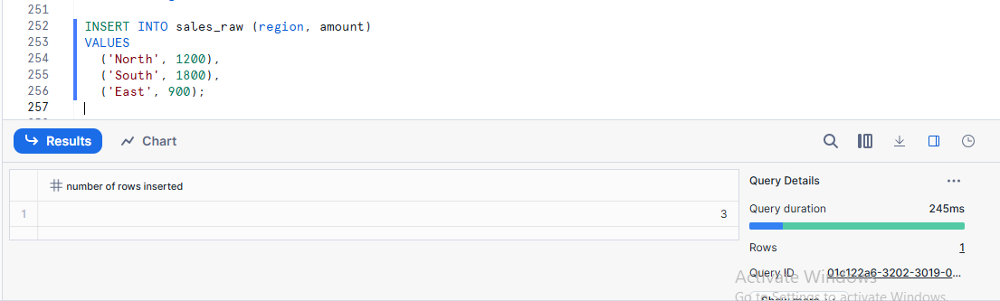 251
252 INSERT INTO sales_raw (region, amount)
253 VALUES
254 ('North', 1200),
255 ('South', 1800),
256 ('East', 900);
257
Results Chart
number of rows inserted
1 3
Query Details
Query duration 245ms
Rows 1
Query ID 01c122a6-3202-3019-0...
Show more
Activate Windows
Go to Settings to activate Windows.